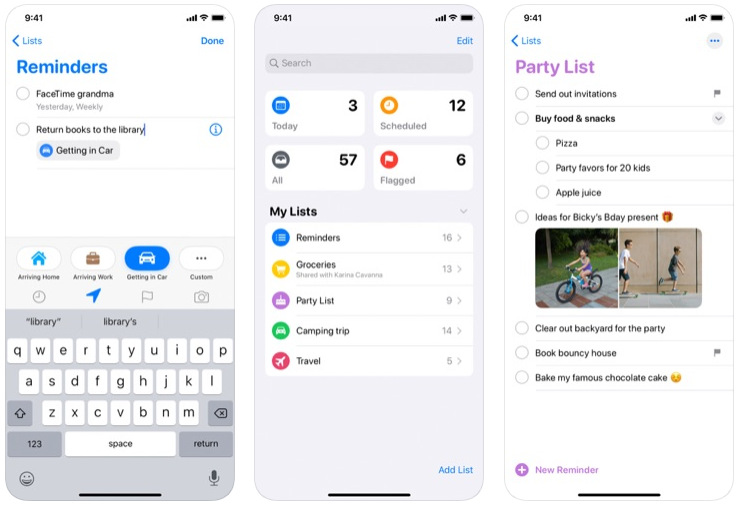 9:41
Lists
Done
Reminders
FaceTime grandma
Yesterday, Weekly
Return books to the library
Getting in Car
Arriving Home
Arriving Work
Getting in Car
Custom
"library"
library's
q w e r t y u i o p
a s d f g h j k l
z x c v b n m
123
space
return
9:41
Edit
Search
3
Today
12
Scheduled
57
All
6
Flagged
My Lists
Reminders 16
Groceries 13
Shared with Karina Cavanna
Party List 9
Camping trip 14
Travel 5
Add List
9:41
Lists
Party List
Send out invitations
Buy food & snacks
Pizza
Party favors for 20 kids
Apple juice
Ideas for Bicky's Bday present 🎁
Clear out backyard for the party
Book bouncy house
Bake my famous chocolate cake 😉
New Reminder